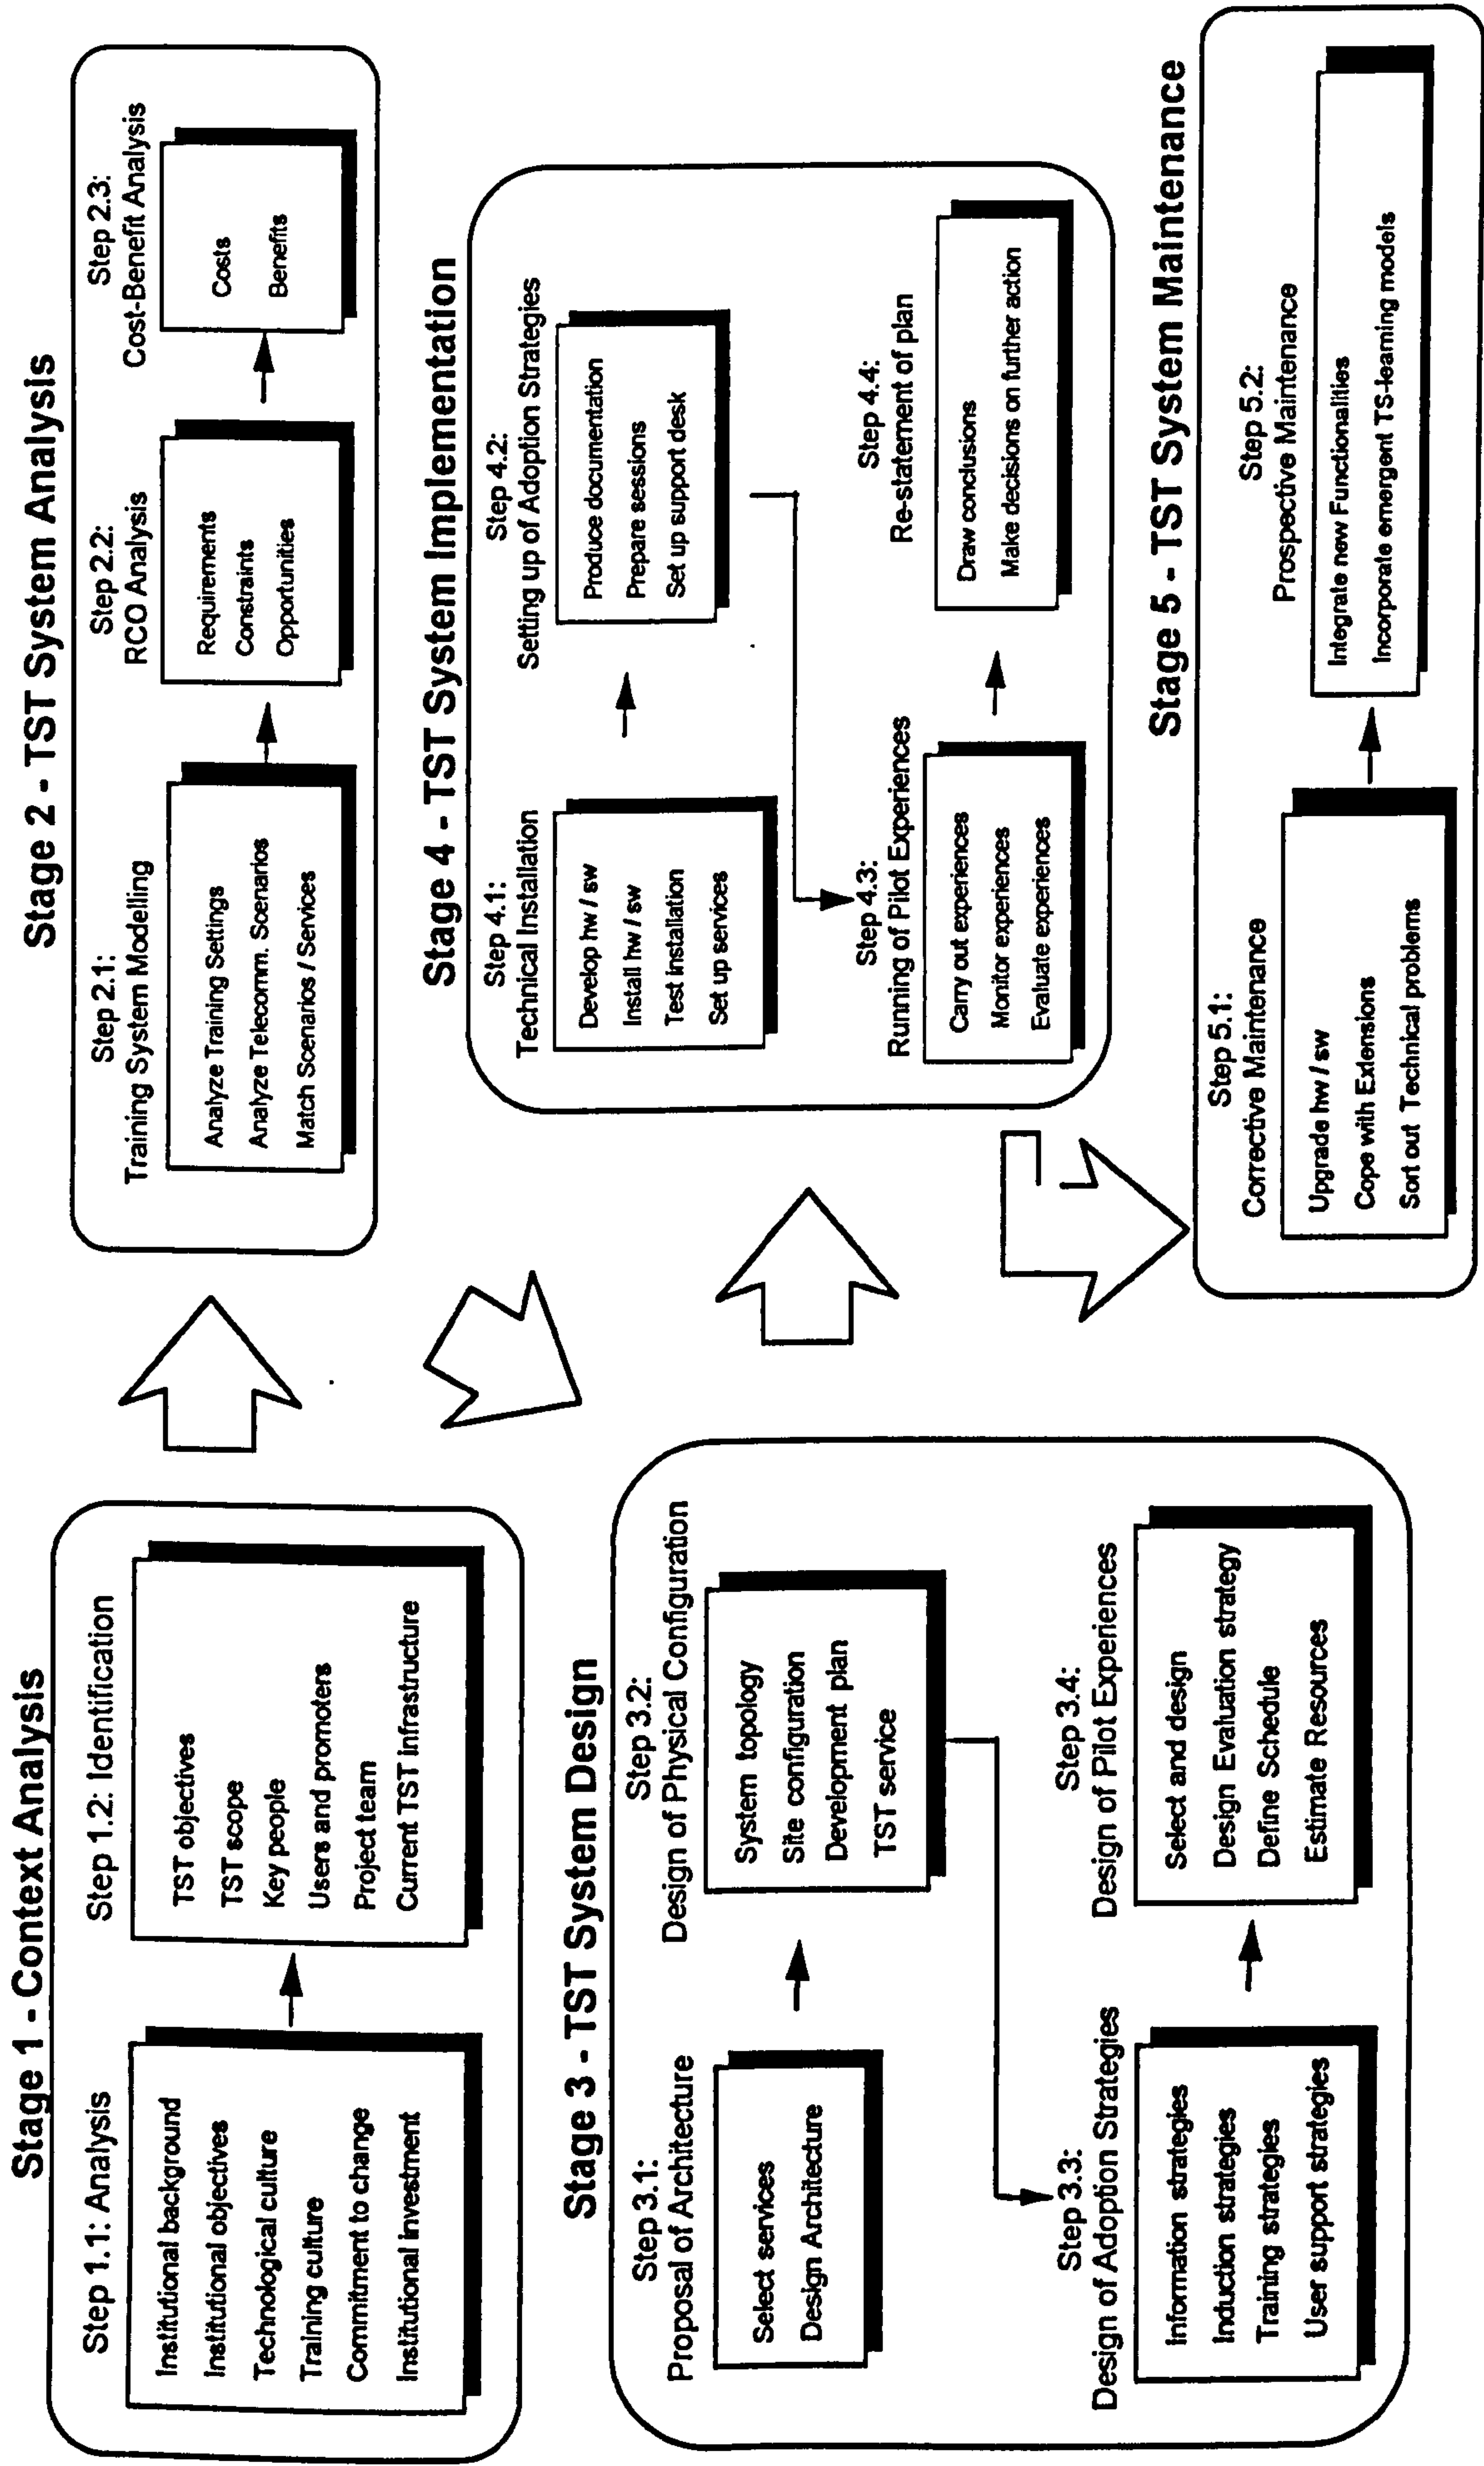 Stage 1 - Context Analysis
Step 1.1: Analysis
Institutional background
Institutional objectives
Technological culture
Training culture
Commitment to change
Institutional investment
Step 1.2: Identification
TST objectives
TST scope
Key people
Users and promoters
Project team
Current TST infrastructure
Stage 2 - TST System Analysis
Step 2.1:
Training System Modelling
Analyze Training Settings
Analyze Telecomm. Scenarios
Match Scenarios / Services
Step 2.2:
RCO Analysis
Requirements
Constraints
Opportunities
Step 2.3:
Cost-Benefit Analysis
Costs
Benefits
Stage 3 - TST System Design
Step 3.1:
Proposal of Architecture
Select services
Design Architecture
Step 3.2:
Design of Physical Configuration
System topology
Site configuration
Development plan
TST service
Step 3.3:
Design of Adoption Strategies
Information strategies
Induction strategies
Training strategies
User support strategies
Step 3.4:
Design of Pilot Experiences
Select and design
Design Evaluation strategy
Define Schedule
Estimate Resources
Stage 4 - TST System Implementation
Step 4.1:
Technical Installation
Develop hw / sw
Install hw / sw
Test installation
Set up services
Step 4.2:
Setting up of Adoption Strategies
Produce documentation
Prepare sessions
Set up support desk
Step 4.3:
Running of Pilot Experiences
Carry out experiences
Monitor experiences
Evaluate experiences
Step 4.4:
Re-statement of plan
Draw conclusions
Make decisions on further action
Stage 5 - TST System Maintenance
Step 5.1:
Corrective Maintenance
Upgrade hw / sw
Cope with Extensions
Sort out Technical problems
Step 5.2:
Prospective Maintenance
Integrate new Functionalities
Incorporate emergent TS-learning models